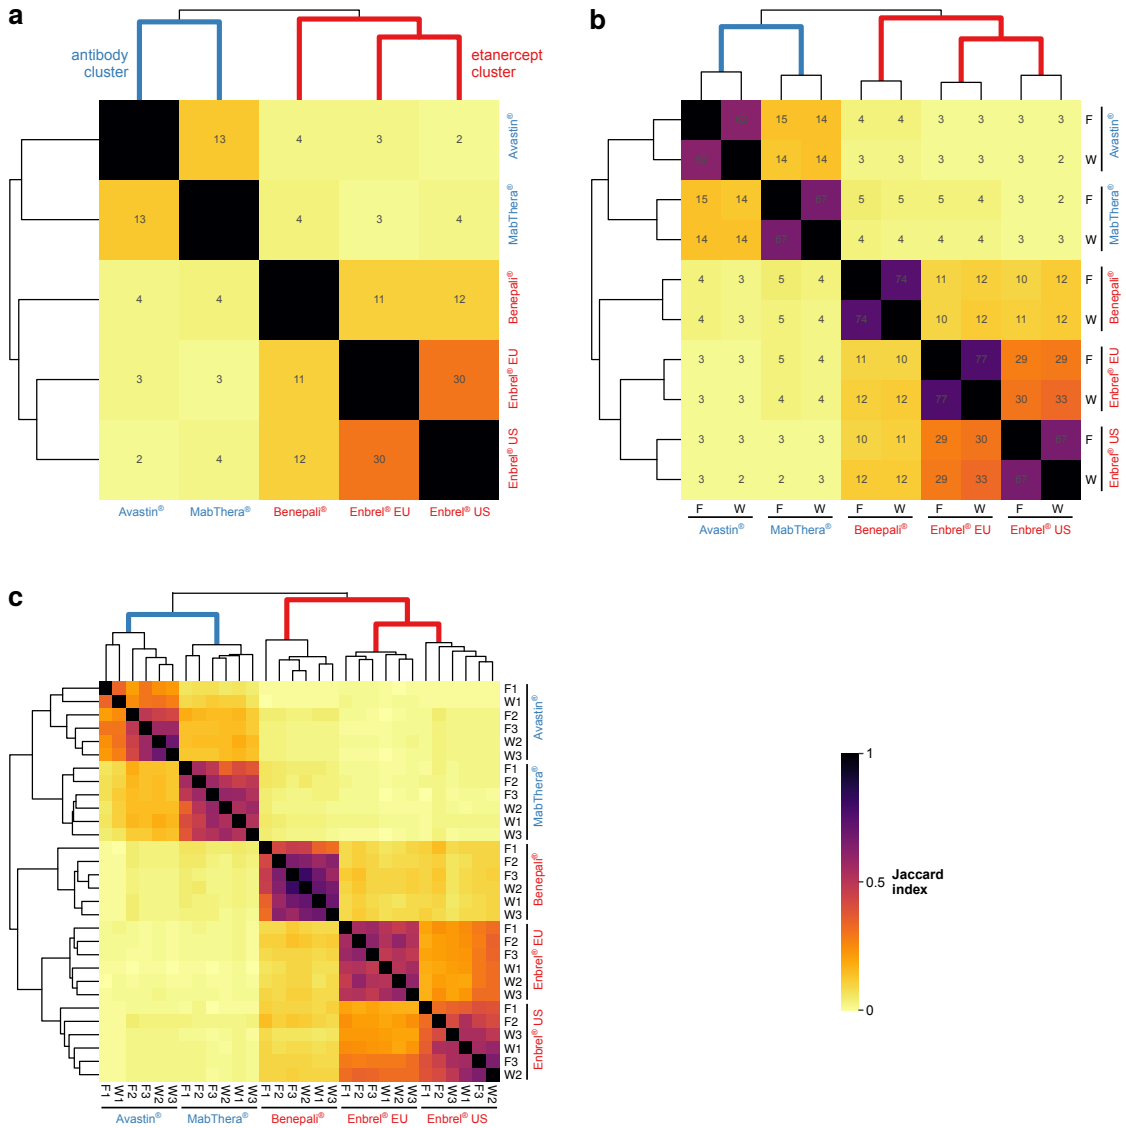 a
antibody
cluster
etanercept
cluster
13 4 3 2
13 4 3 4
4 4 11 12
3 3 11 30
2 4 12 30
Avastin®
MabThera®
Benepali®
Enbrel® EU
Enbrel® US
Avastin® MabThera® Benepali® Enbrel® EU Enbrel® US
b
15 14 4 4 3 3 3 3 F
14 14 3 3 3 3 3 2 W
15 14 5 5 5 4 3 2 F
14 14 4 4 4 4 3 3 W
4 3 5 4 74 11 12 10 12 F
4 3 5 4 74 10 12 11 12 W
3 3 5 4 11 10 77 29 29 F
3 3 4 4 12 12 77 30 33 W
3 3 3 3 10 11 29 30 F
3 2 2 3 12 12 29 33 W
Avastin®
MabThera®
Benepali®
Enbrel® EU
Enbrel® US
F W F W F W F W F W
Avastin® MabThera® Benepali® Enbrel® EU Enbrel® US
c
F1
W1
F2
F3
W2
W3
Avastin®
F1
F2
F3
W2
W1
W3
MabThera®
F1
F2
F3
W2
W1
W3
Benepali®
F1
F2
F3
W1
W2
W3
Enbrel® EU
F1
F2
W3
W1
F3
W2
Enbrel® US
F1 W1 F2 F3 W2 W3 F1 F2 F3 W2 W1 W3 F1 F2 F3 W2 W1 W3 F1 F2 F3 W1 W2 W3 F1 F2 W3 W1 F3 W2
Avastin® MabThera® Benepali® Enbrel® EU Enbrel® US
1
0.5
0
Jaccard
index